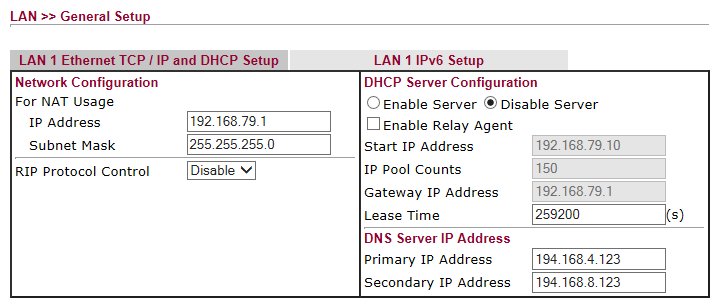 LAN >> General Setup
LAN 1 Ethernet TCP / IP and DHCP Setup
LAN 1 IPv6 Setup
Network Configuration
For NAT Usage
IP Address 192.168.79.1
Subnet Mask 255.255.255.0
RIP Protocol Control Disable
DHCP Server Configuration
Enable Server Disable Server
Enable Relay Agent
Start IP Address 192.168.79.10
IP Pool Counts 150
Gateway IP Address 192.168.79.1
Lease Time 259200 (s)
DNS Server IP Address
Primary IP Address 194.168.4.123
Secondary IP Address 194.168.8.123